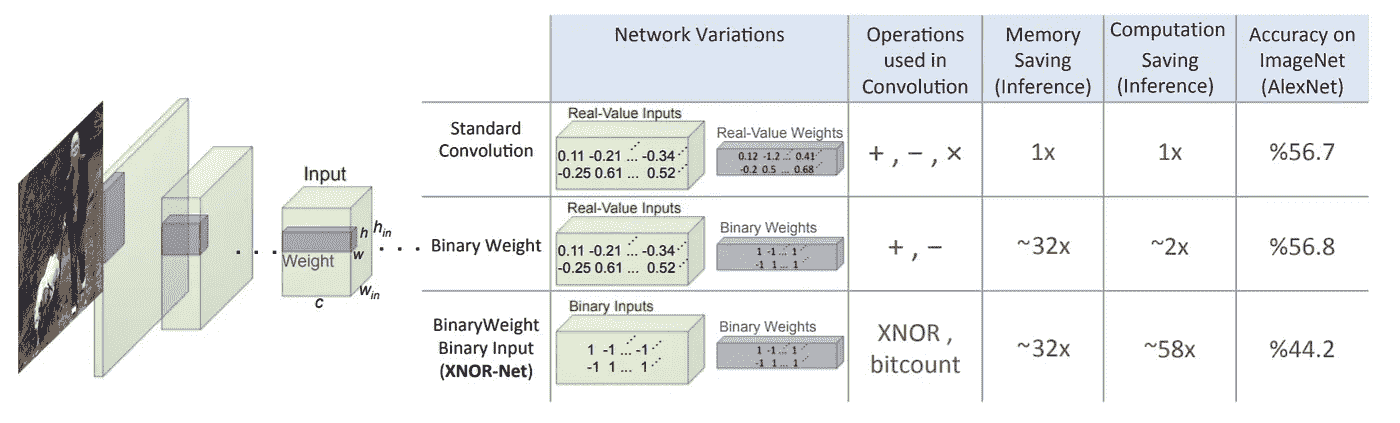 Network Variations
Operations
used in
Convolution
Memory
Saving
(Inference)
Computation
Saving
(Inference)
Accuracy on
ImageNet
(AlexNet)
Input
Weight
h
h_in
w
w_in
c
. . .
. . . .
Standard
Convolution
Real-Value Inputs
0.11 -0.21 ... -0.34
-0.25 0.61 ... 0.52
Real-Value Weights
0.12 -1.2 ... 0.41
-0.2 0.5 ... 0.68
+ , − , ×
1x
1x
%56.7
Binary Weight
Real-Value Inputs
0.11 -0.21 ... -0.34
-0.25 0.61 ... 0.52
Binary Weights
1 -1 ... 1
-1 1 ... 1
+ , −
~32x
~2x
%56.8
BinaryWeight
Binary Input
(XNOR-Net)
Binary Inputs
1 -1 ... -1
-1 1 ... 1
Binary Weights
1 -1 ... 1
-1 1 ... 1
XNOR ,
bitcount
~32x
~58x
%44.2